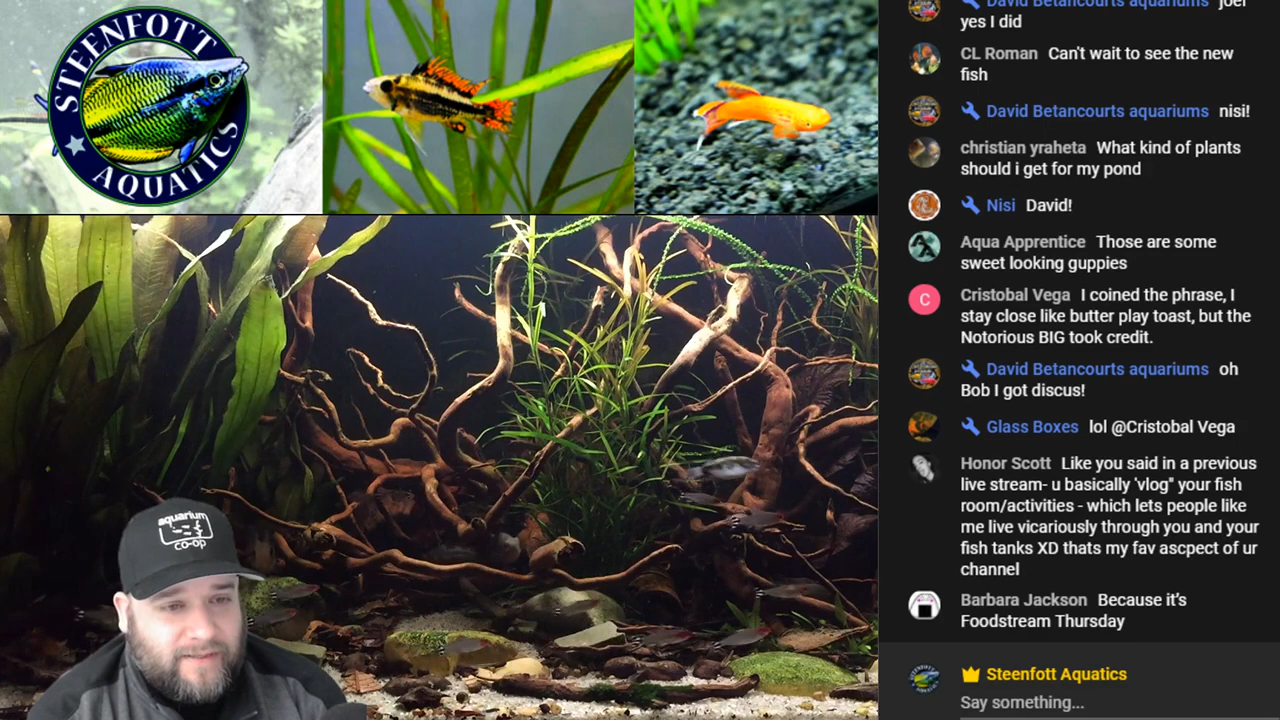 STEENFOTT
AQUATICS
aquarium
co-op
David Betancourts aquariums joel
yes I did
CL Roman Can't wait to see the new
fish
David Betancourts aquariums nisi!
christian yraheta What kind of plants
should i get for my pond
Nisi David!
Aqua Apprentice Those are some
sweet looking guppies
C
Cristobal Vega I coined the phrase, I
stay close like butter play toast, but the
Notorious BIG took credit.
David Betancourts aquariums oh
Bob I got discus!
Glass Boxes lol @Cristobal Vega
Honor Scott Like you said in a previous
live stream- u basically 'vlog" your fish
room/activities - which lets people like
me live vicariously through you and your
fish tanks XD thats my fav ascpect of ur
channel
Barbara Jackson Because it's
Foodstream Thursday
Steenfott Aquatics
Say something...